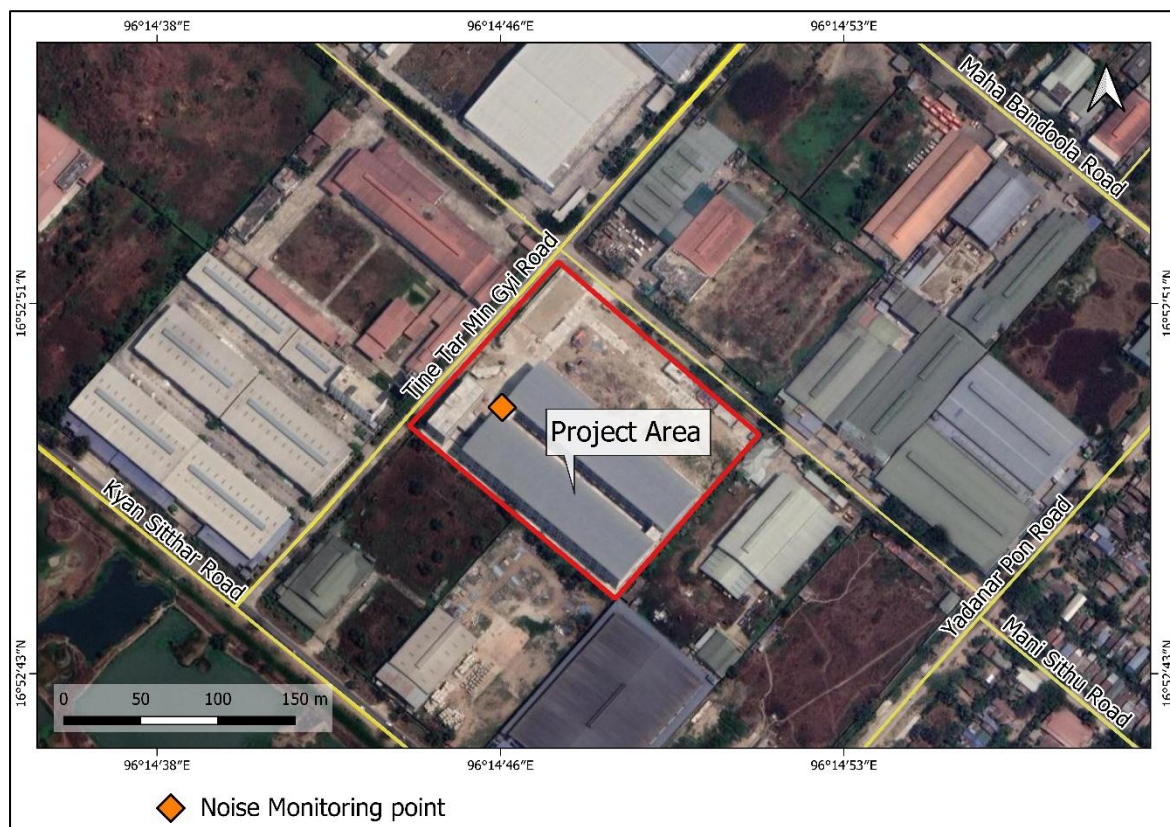 96°14′38″E
96°14′46″E
96°14′53″E
Maha Bandoola Road
16°52′51″N
16°52′51″N
Tine Tar Min Gyi Road
Project Area
Kyan Sitthar Road
Yadanar Pon Road
Mani Sithu Road
16°52′43″N
16°52′43″N
0 50 100 150 m
96°14′38″E
96°14′46″E
96°14′53″E
Noise Monitoring point